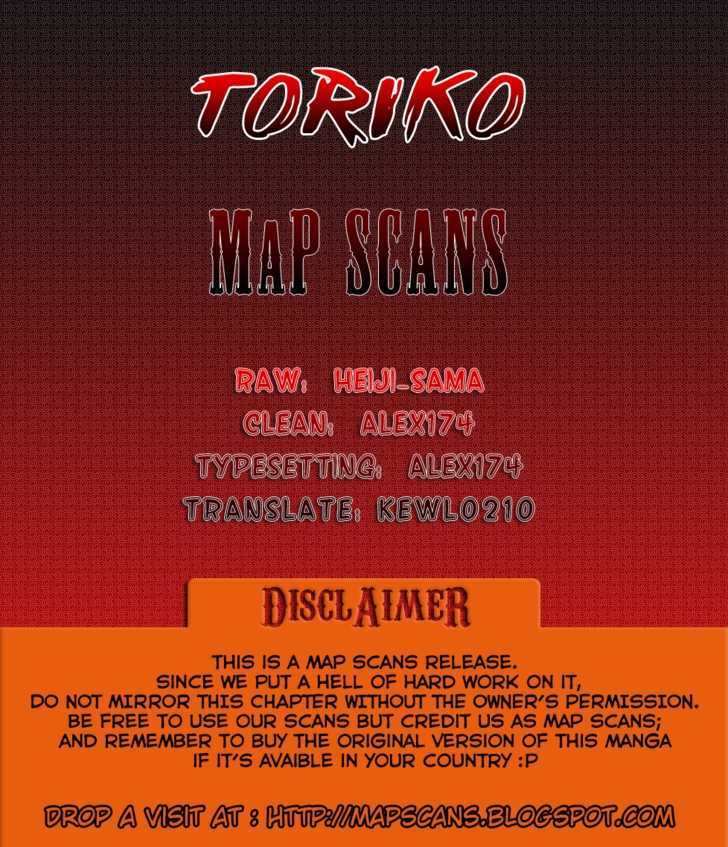 TORIKO
MaP SCANS
RAW: HEIJI-SAMA
CLEAN: ALEX174
TYPESETTING: ALEX174
TRANSLATE: KEWL0210
DISCLAIMER
THIS IS A MAP SCANS RELEASE.
SINCE WE PUT A HELL OF HARD WORK ON IT,
DO NOT MIRROR THIS CHAPTER WITHOUT THE OWNER'S PERMISSION.
BE FREE TO USE OUR SCANS BUT CREDIT US AS MAP SCANS;
AND REMEMBER TO BUY THE ORIGINAL VERSION OF THIS MANGA
IF IT'S AVAIBLE IN YOUR COUNTRY :P
DROP A VISIT AT : HTTP://MAPSCANS.BLOGSPOT.COM